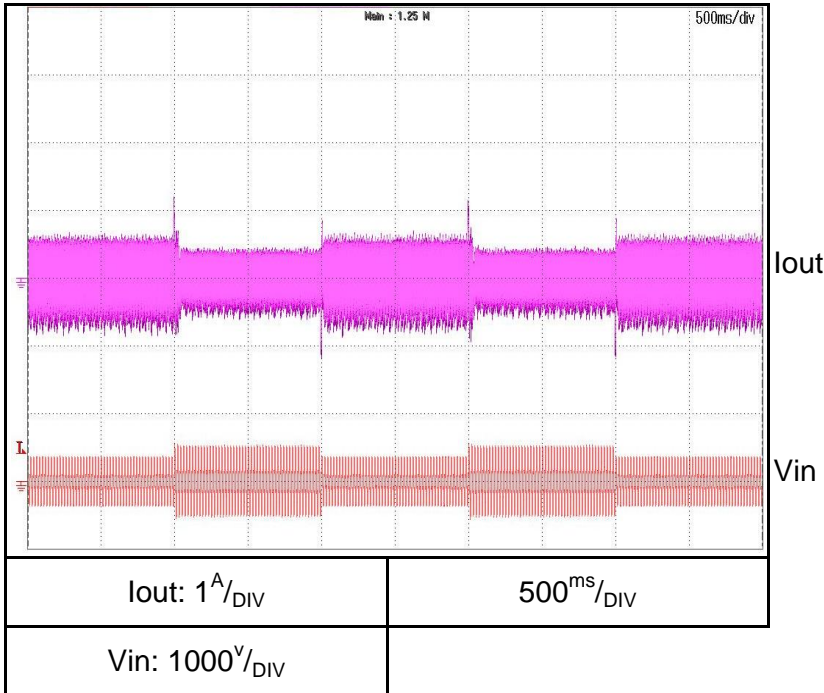 Main : 1.25 M
500ms/div
Iout
Vin
Iout: 1A/DIV
500ms/DIV
Vin: 1000v/DIV